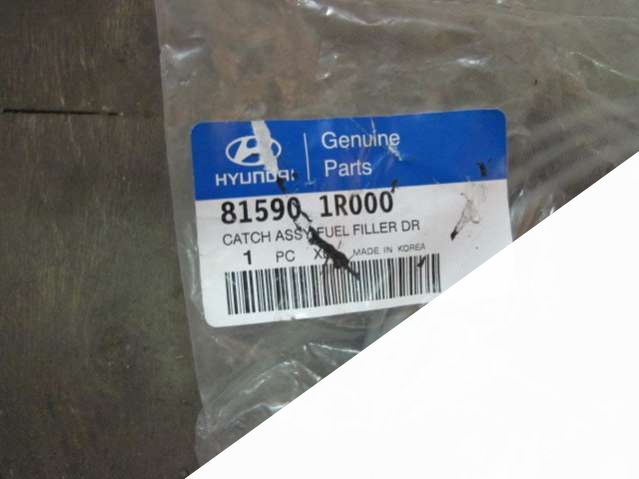 HYUNDAI
Genuine
Parts
81590 1R000
CATCH ASSY FUEL FILLER DR
1 PC MADE IN KOREA